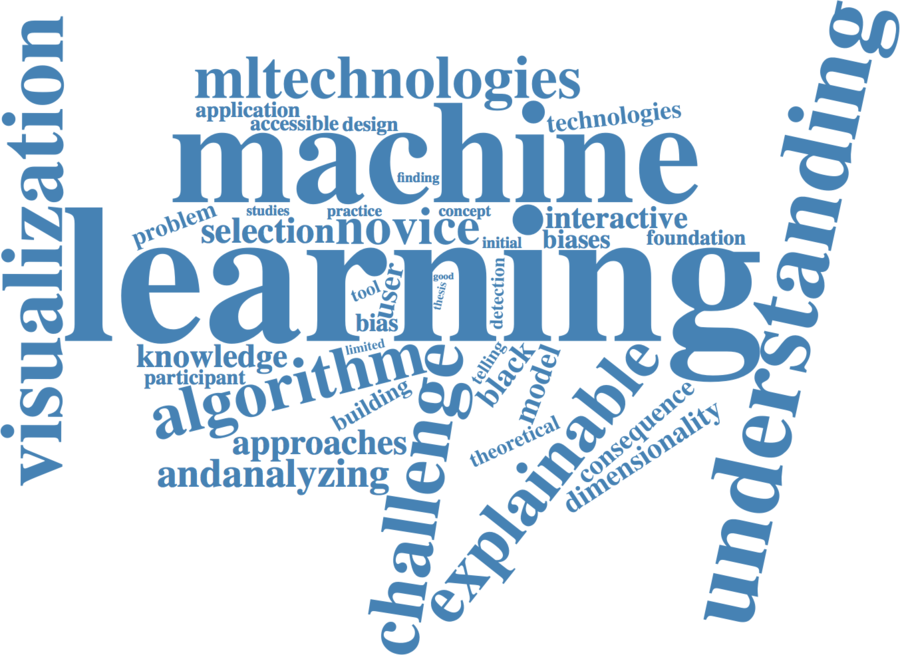 visualization
understanding
mltechnologies
application
technologies
accessible design
machine
finding
problem
studies
practice
concept
interactive
selection
novice
initial
biases
foundation
learning
tool
user
good
thesis
detection
bias
knowledge
limited
participant
algorithm
building
challenge
telling
black
model
explainable
theoretical
consequence
dimensionality
approaches
andanalyzing